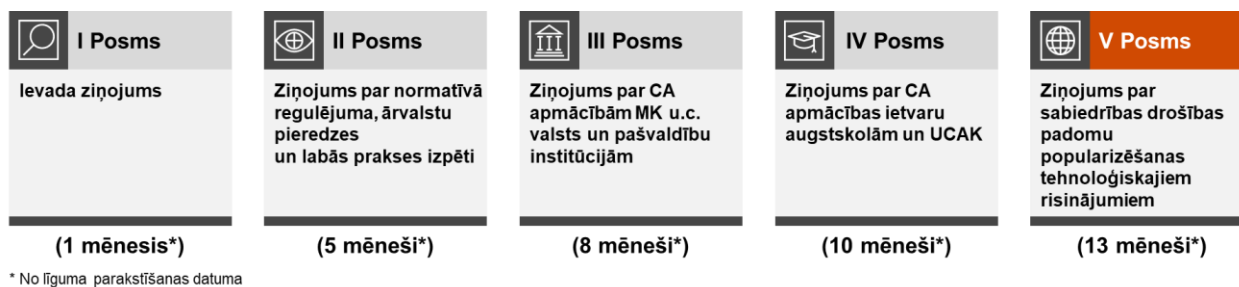 I Posms
Ievada ziņojums
(1 mēnesis*)
II Posms
Ziņojums par normatīvā
regulējuma, ārvalstu
pieredzes
un labās prakses izpēti
(5 mēneši*)
III Posms
Ziņojums par CA
apmācībām MK u.c.
valsts un pašvaldību
institūcijām
(8 mēneši*)
IV Posms
Ziņojums par CA
apmācības ietvaru
augstskolām un UCAK
(10 mēneši*)
V Posms
Ziņojums par
sabiedrības drošības
padomu
popularizēšanas
tehnoloģiskajiem
risinājumiem
(13 mēneši*)
* No līguma parakstīšanas datuma